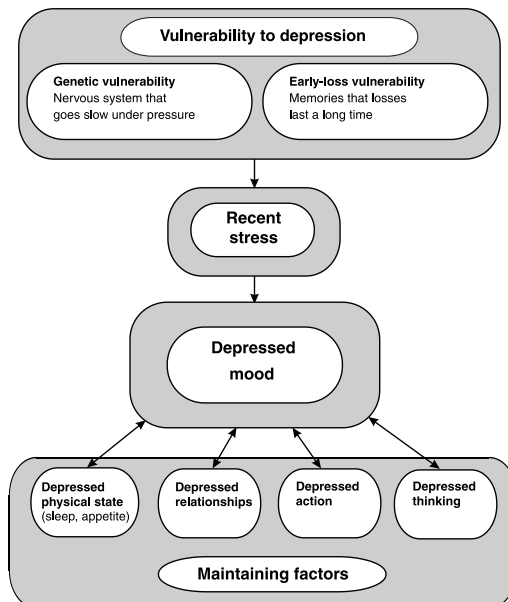 Vulnerability to depression
Genetic vulnerability
Nervous system that
goes slow under pressure
Early-loss vulnerability
Memories that losses
last a long time
Recent
stress
Depressed
mood
Depressed
physical state
(sleep, appetite)
Depressed
relationships
Depressed
action
Depressed
thinking
Maintaining factors